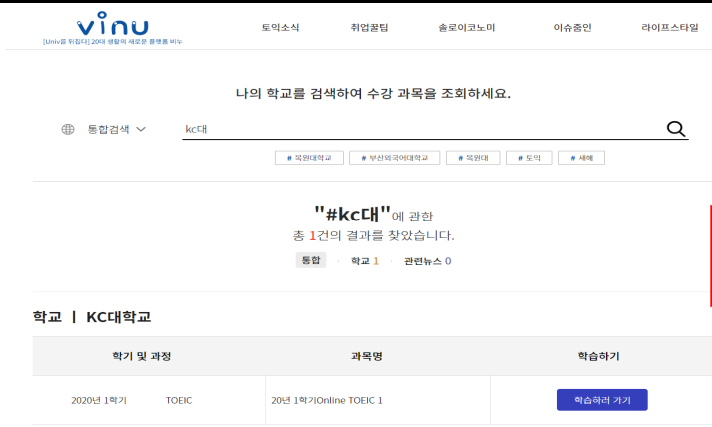 vinu
[Univ를 뒤집다] 20대 생활의 새로운 플랫폼 비누
토익소식 취업꿀팁 솔로이코노미 이슈줌인 라이프스타일
나의 학교를 검색하여 수강 과목을 조회하세요.
통합검색 kc대
# 목원대학교 # 부산외국어대학교 # 목원대 # 토익 # 새해
"#kc대"에 관한
총 1건의 결과를 찾았습니다.
통합 · 학교 1 · 관련뉴스 0
학교 | KC대학교
학기 및 과정 과목명 학습하기
2020년 1학기 TOEIC 20년 1학기Online TOEIC 1 학습하러 가기